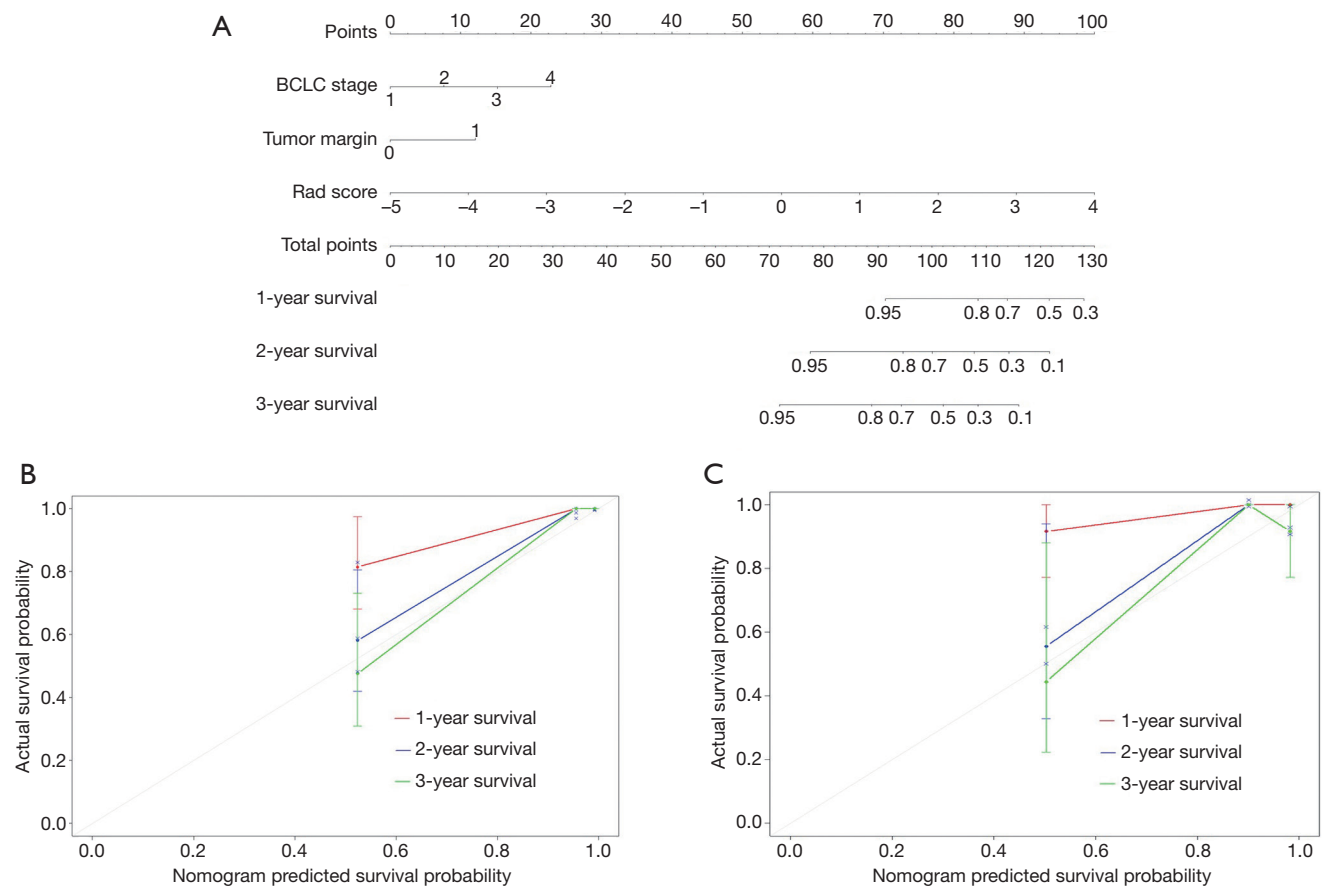 A
Points 0 10 20 30 40 50 60 70 80 90 100
BCLC stage 1 2 3 4
Tumor margin 0 1
Rad score –5 –4 –3 –2 –1 0 1 2 3 4
Total points 0 10 20 30 40 50 60 70 80 90 100 110 120 130
1-year survival 0.95 0.8 0.7 0.5 0.3
2-year survival 0.95 0.8 0.7 0.5 0.3 0.1
3-year survival 0.95 0.8 0.7 0.5 0.3 0.1
B
Actual survival probability
1.0
0.8
0.6
0.4
0.2
0.0
1-year survival
2-year survival
3-year survival
0.0 0.2 0.4 0.6 0.8 1.0
Nomogram predicted survival probability
C
Actual survival probability
1.0
0.8
0.6
0.4
0.2
0.0
1-year survival
2-year survival
3-year survival
0.0 0.2 0.4 0.6 0.8 1.0
Nomogram predicted survival probability